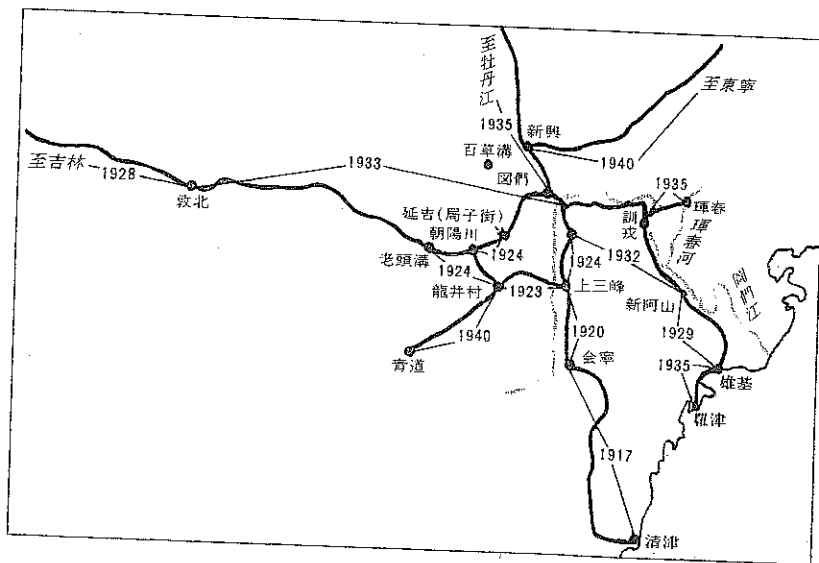 至牡丹江
至東寧
1935
新興
百草溝
1940
図們
至吉林
1928
1933
敦北
延吉(局子街)
朝陽川
1924
老頭溝
1924
龍井村
1923
1924
上三峰
1932
1935
琿春
訓戎
琿春河
図們江
新阿山
1929
1920
会寧
1940
青道
1935
雄基
羅津
1917
清津